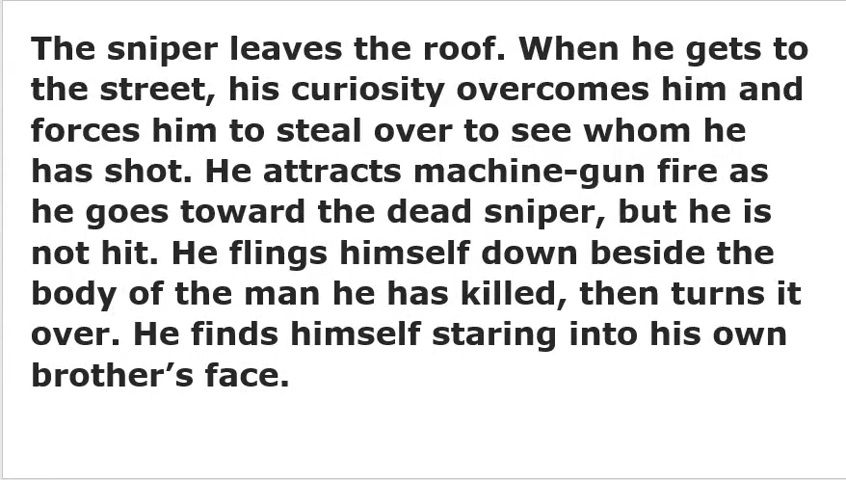 The sniper leaves the roof. When he gets to
the street, his curiosity overcomes him and
forces him to steal over to see whom he
has shot. He attracts machine-gun fire as
he goes toward the dead sniper, but he is
not hit. He flings himself down beside the
body of the man he has killed, then turns it
over. He finds himself staring into his own
brother’s face.